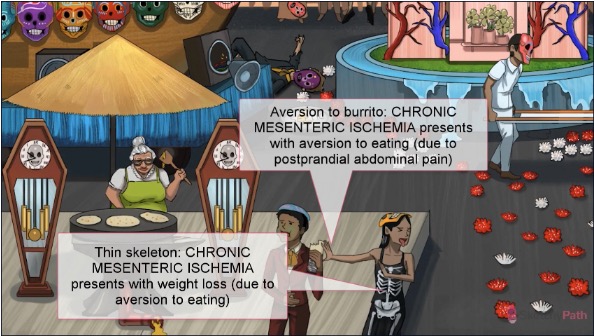 Aversion to burrito: CHRONIC
MESENTERIC ISCHEMIA presents
with aversion to eating (due to
postprandial abdominal pain)
Thin skeleton: CHRONIC
MESENTERIC ISCHEMIA
presents with weight loss (due to
aversion to eating)
Path